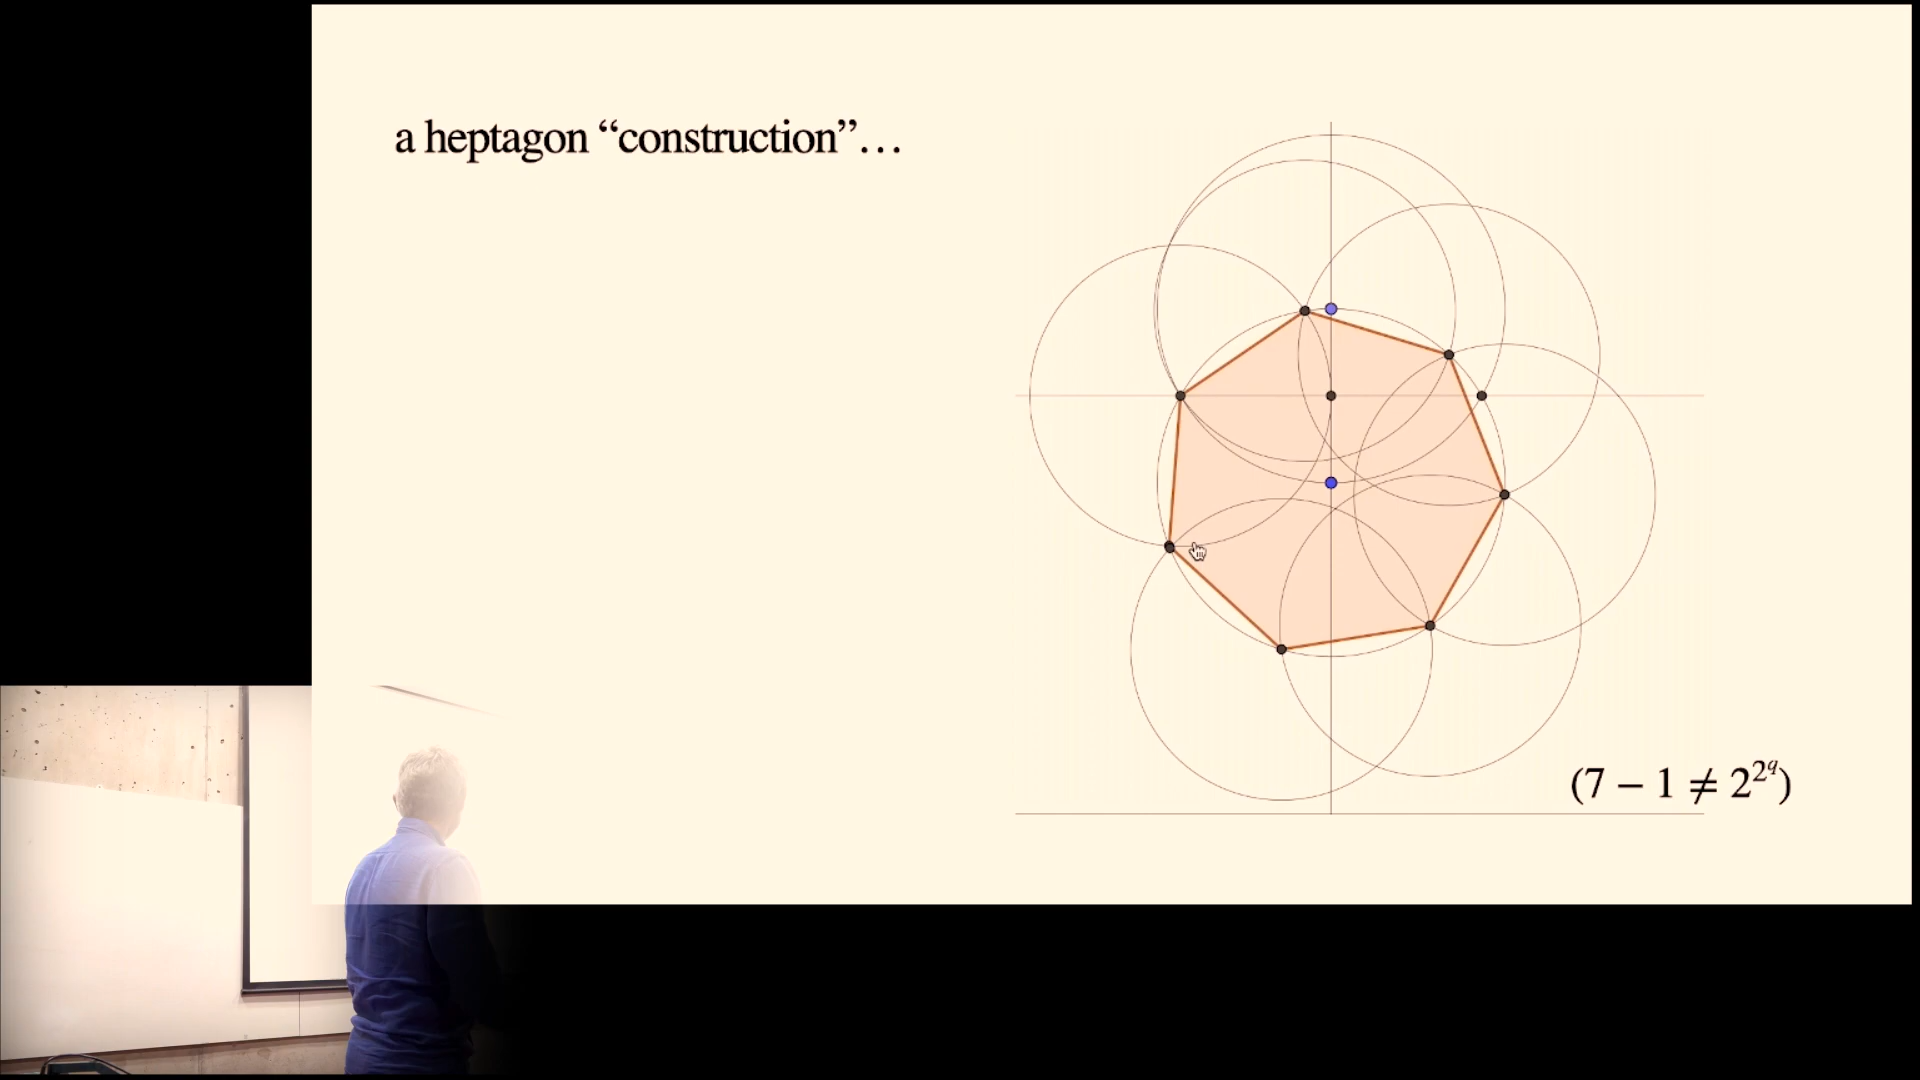 a heptagon “construction”…
(7 − 1 ≠ 2^{2^q})